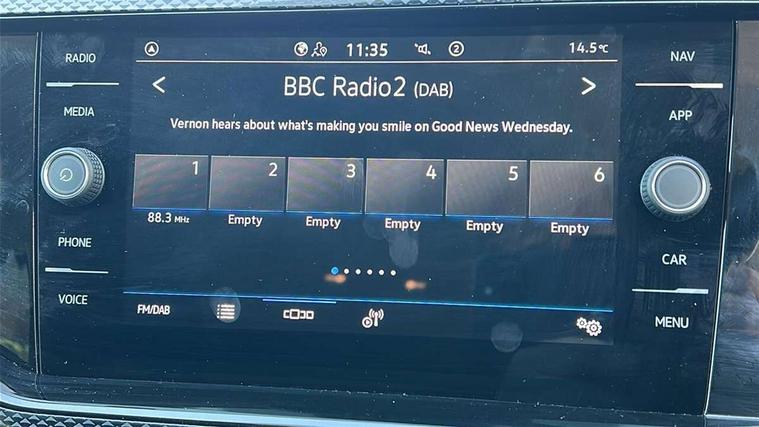 RADIO
MEDIA
PHONE
VOICE
11:35
2
14.5°C
BBC Radio2 (DAB)
Vernon hears about what's making you smile on Good News Wednesday.
1 2 3 4 5 6
88.3 MHz Empty Empty Empty Empty Empty
FM/DAB
NAV
APP
CAR
MENU